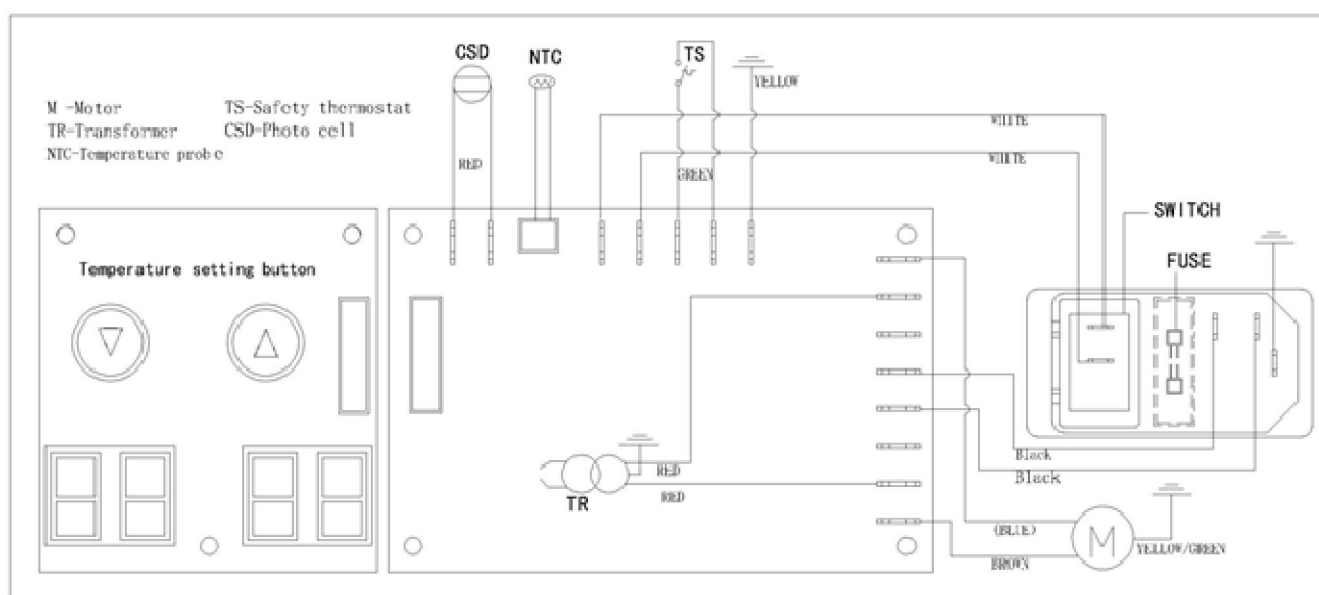 CSD
NTC
TS
YELLOW
M -Motor
TS-Safety thermostat
TR=Transformer
CSD=Photo cell
NTC-Temperature probe
WHITE
RED
WHITE
GREEN
SWITCH
FUSE
Temperature setting button
Black
RED
Black
RED
TR
(BLUE)
M
YELLOW/GREEN
BROWN